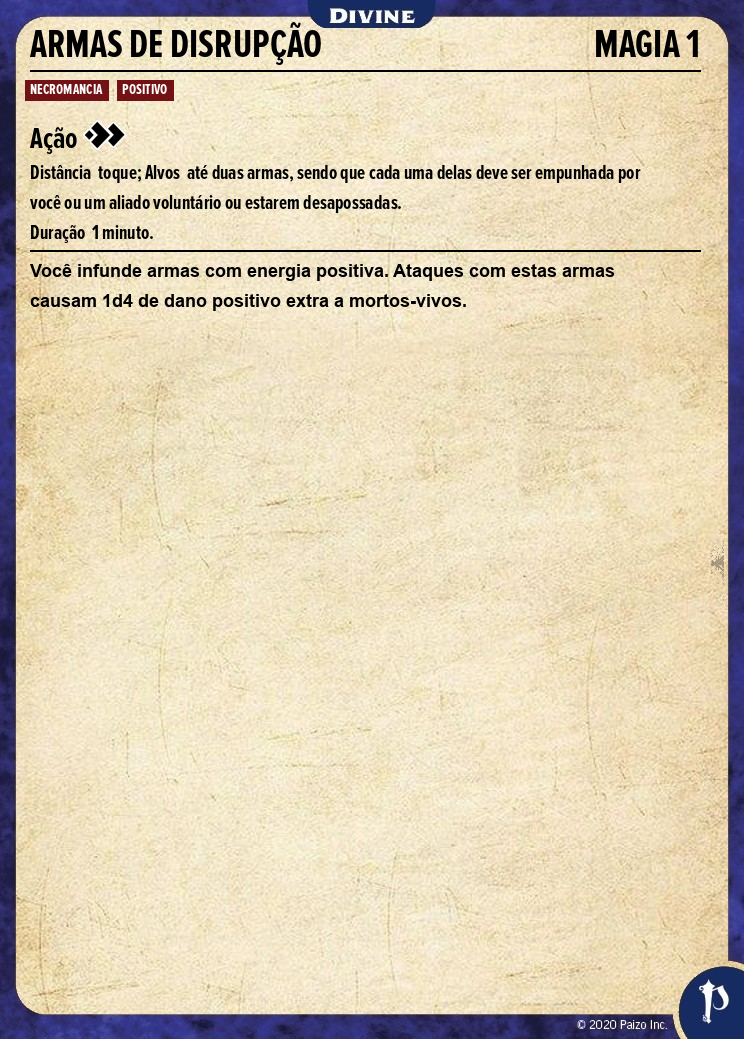 DIVINE
ARMAS DE DISRUPÇÃO MAGIA 1
NECROMANCIA POSITIVO
Ação
Distância toque; Alvos até duas armas, sendo que cada uma delas deve ser empunhada por
você ou um aliado voluntário ou estarem desapossadas.
Duração 1 minuto.
Você infunde armas com energia positiva. Ataques com estas armas
causam 1d4 de dano positivo extra a mortos-vivos.
© 2020 Paizo Inc.